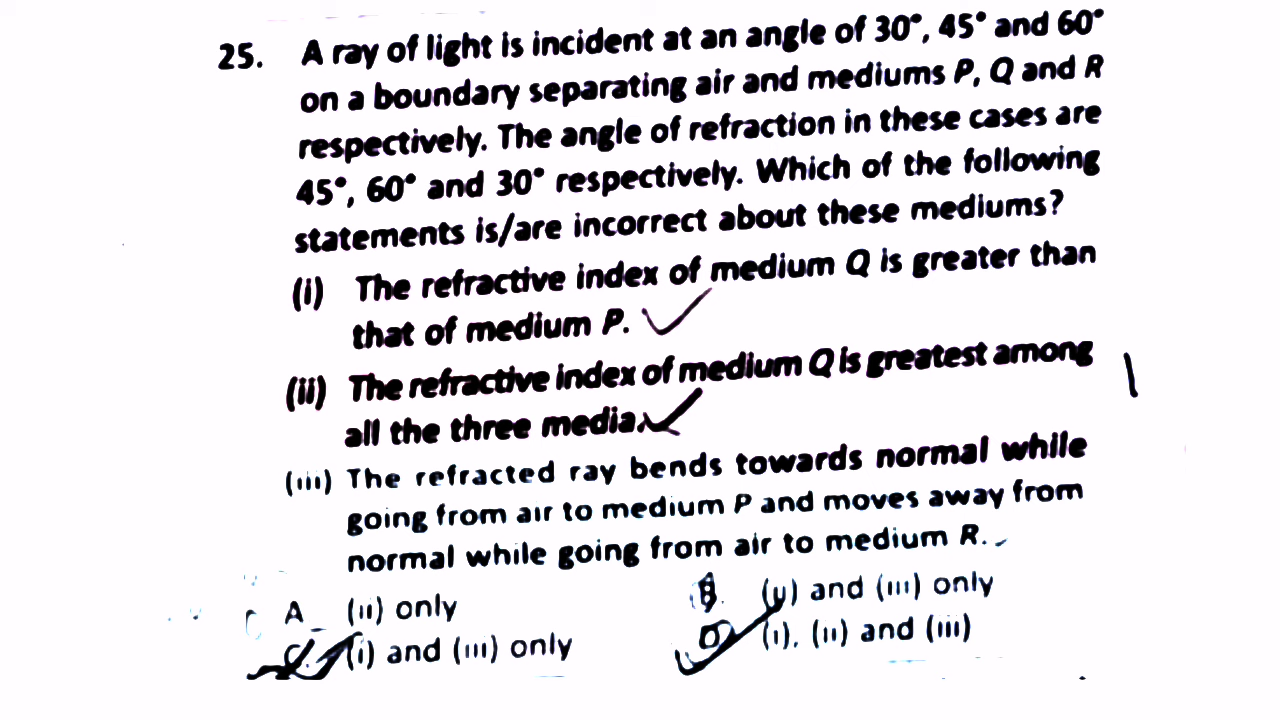 25. A ray of light is incident at an angle of 30°, 45° and 60°
on a boundary separating air and mediums P, Q and R
respectively. The angle of refraction in these cases are
45°, 60° and 30° respectively. Which of the following
statements is/are incorrect about these mediums?
(i) The refractive index of medium Q is greater than
that of medium P.
(ii) The refractive index of medium Q is greatest among
all the three media.
(iii) The refracted ray bends towards normal while
going from air to medium P and moves away from
normal while going from air to medium R.
A (ii) only
B. and (iii) only
C. (i) and (iii) only
D (i), (ii) and (iii)